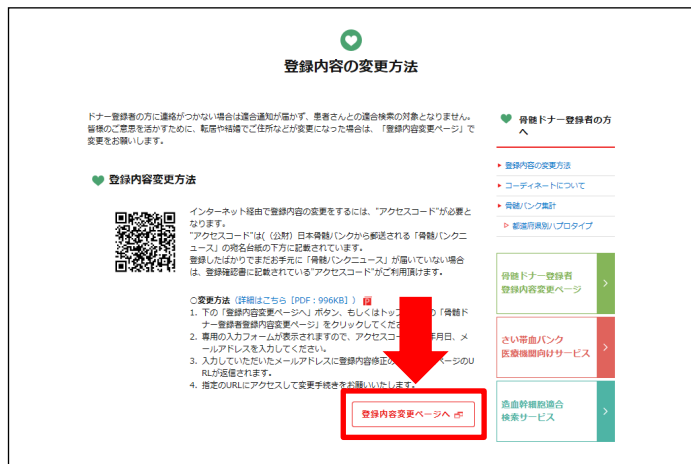 登録内容の変更方法
ドナー登録者の方に連絡がつかない場合は適合通知が届かず、患者さんとの適合検索の対象となりません。
皆様のご意思を活かすために、転居や結婚でご住所などが変更になった場合は、「登録内容変更ページ」で
変更をお願いします。
登録内容変更方法
インターネット経由で登録内容の変更をするには、"アクセスコード"が必要と
なります。
"アクセスコード"は（（公財）日本骨髄バンクから郵送される「骨髄バンクニ
ュース」の宛名台紙の下方に記載されています。
登録したばかりでまだお手元に「骨髄バンクニュース」が届いていない場合
は、登録確認書に記載されている"アクセスコード"がご利用頂けます。
○変更方法（詳細はこちら［PDF：996KB］）
1. 下の「登録内容変更ページへ」ボタン、もしくはトップ の「骨髄ド
ナー登録者登録内容変更ページ」をクリックしてくださ
2. 専用の入力フォームが表示されますので、アクセスコー 年月日、メ
ールアドレスを入力してください。
3. 入力していただいたメールアドレスに登録内容修正の ページのU
RLが返信されます。
4. 指定のURLにアクセスして変更手続きをお願いいたします。
登録内容変更ページへ
骨髄ドナー登録者の方
へ
登録内容の変更方法
コーディネートについて
骨髄バンク集計
都道府県別ハプロタイプ
骨髄ドナー登録者
登録内容変更ページ
さい帯血バンク
医療機関向けサービス
造血幹細胞適合
検索サービス